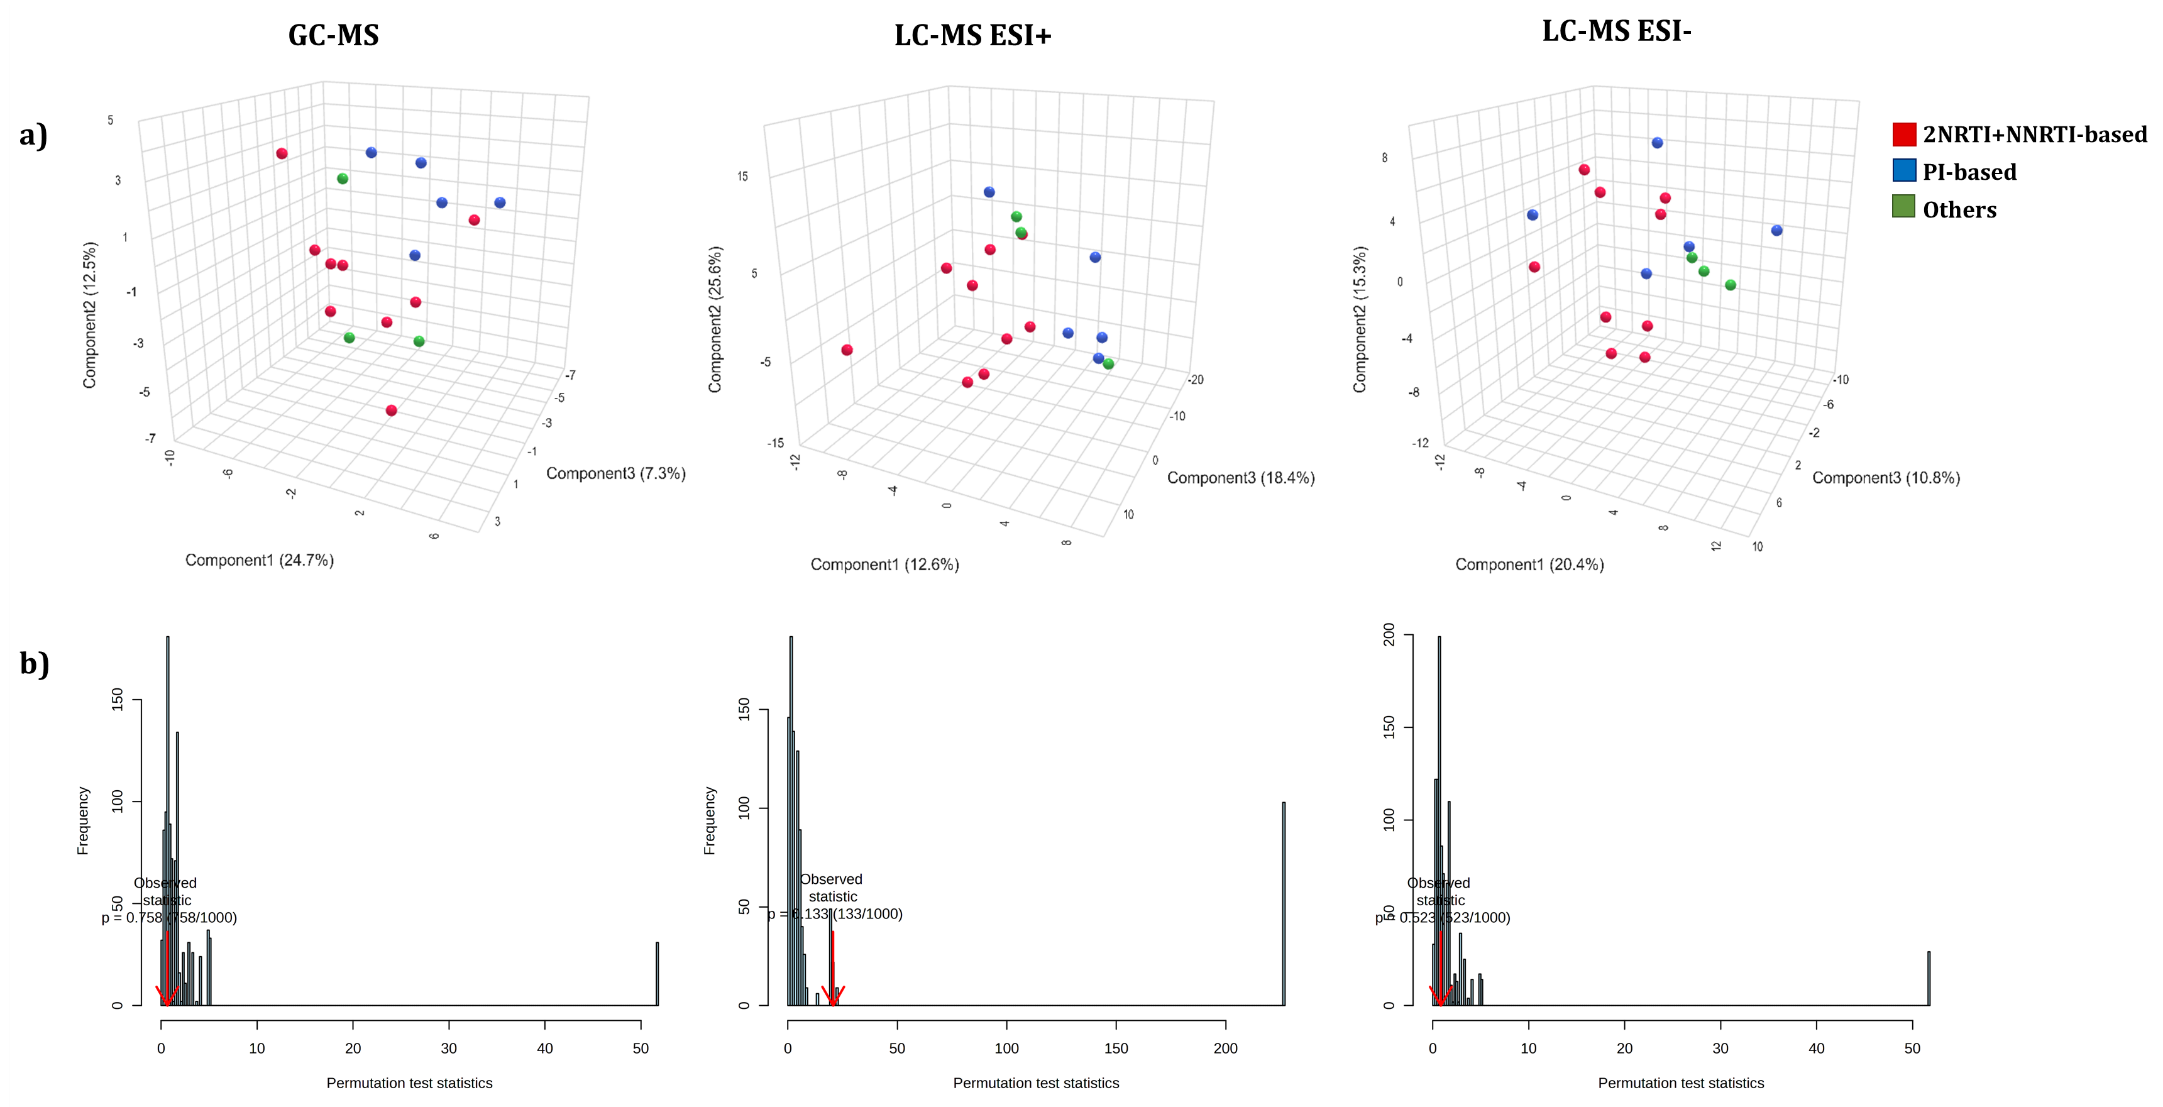 GC-MS
LC-MS ESI+
LC-MS ESI-
a)
2NRTI+NNRTI-based
PI-based
Others
5
3
1
-1
-3
-5
-7
Component2 (12.5%)
-10
-6
-2
2
6
Component1 (24.7%)
-7
-5
-3
-1
1
3
Component3 (7.3%)
15
5
-5
-15
Component2 (25.6%)
-12
-8
-4
0
4
8
Component1 (12.6%)
-20
-10
0
10
Component3 (18.4%)
8
4
0
-4
-8
-12
Component2 (15.3%)
-12
-8
-4
0
4
8
12
Component1 (20.4%)
-10
-6
-2
2
6
10
Component3 (10.8%)
b)
Frequency
0
50
100
150
Observed
statistic
p = 0.758 (758/1000)
0 10 20 30 40 50
Permutation test statistics
Frequency
0
50
100
150
Observed
statistic
p = 0.133 (133/1000)
0 50 100 150 200
Permutation test statistics
0
50
100
150
200
Observed
statistic
p = 0.523 (523/1000)
0 10 20 30 40 50
Permutation test statistics